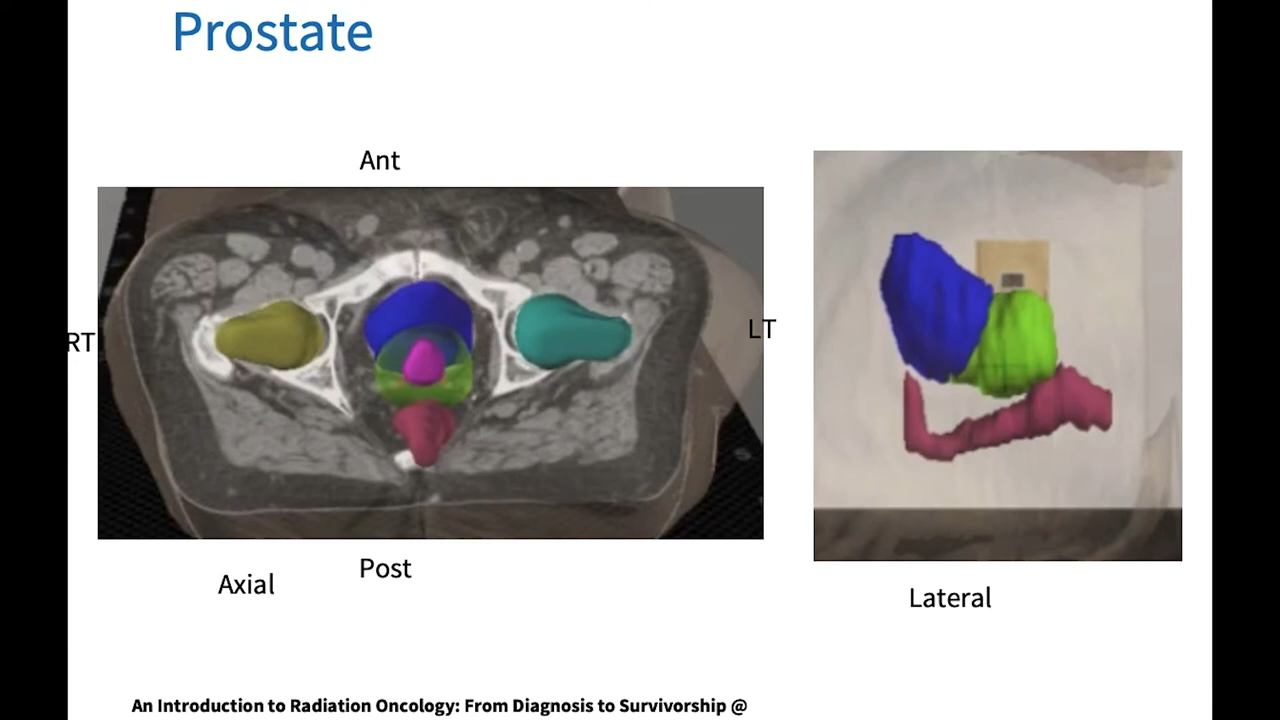 Prostate
Ant
RT
LT
Post
Axial
Lateral
An Introduction to Radiation Oncology: From Diagnosis to Survivorship @